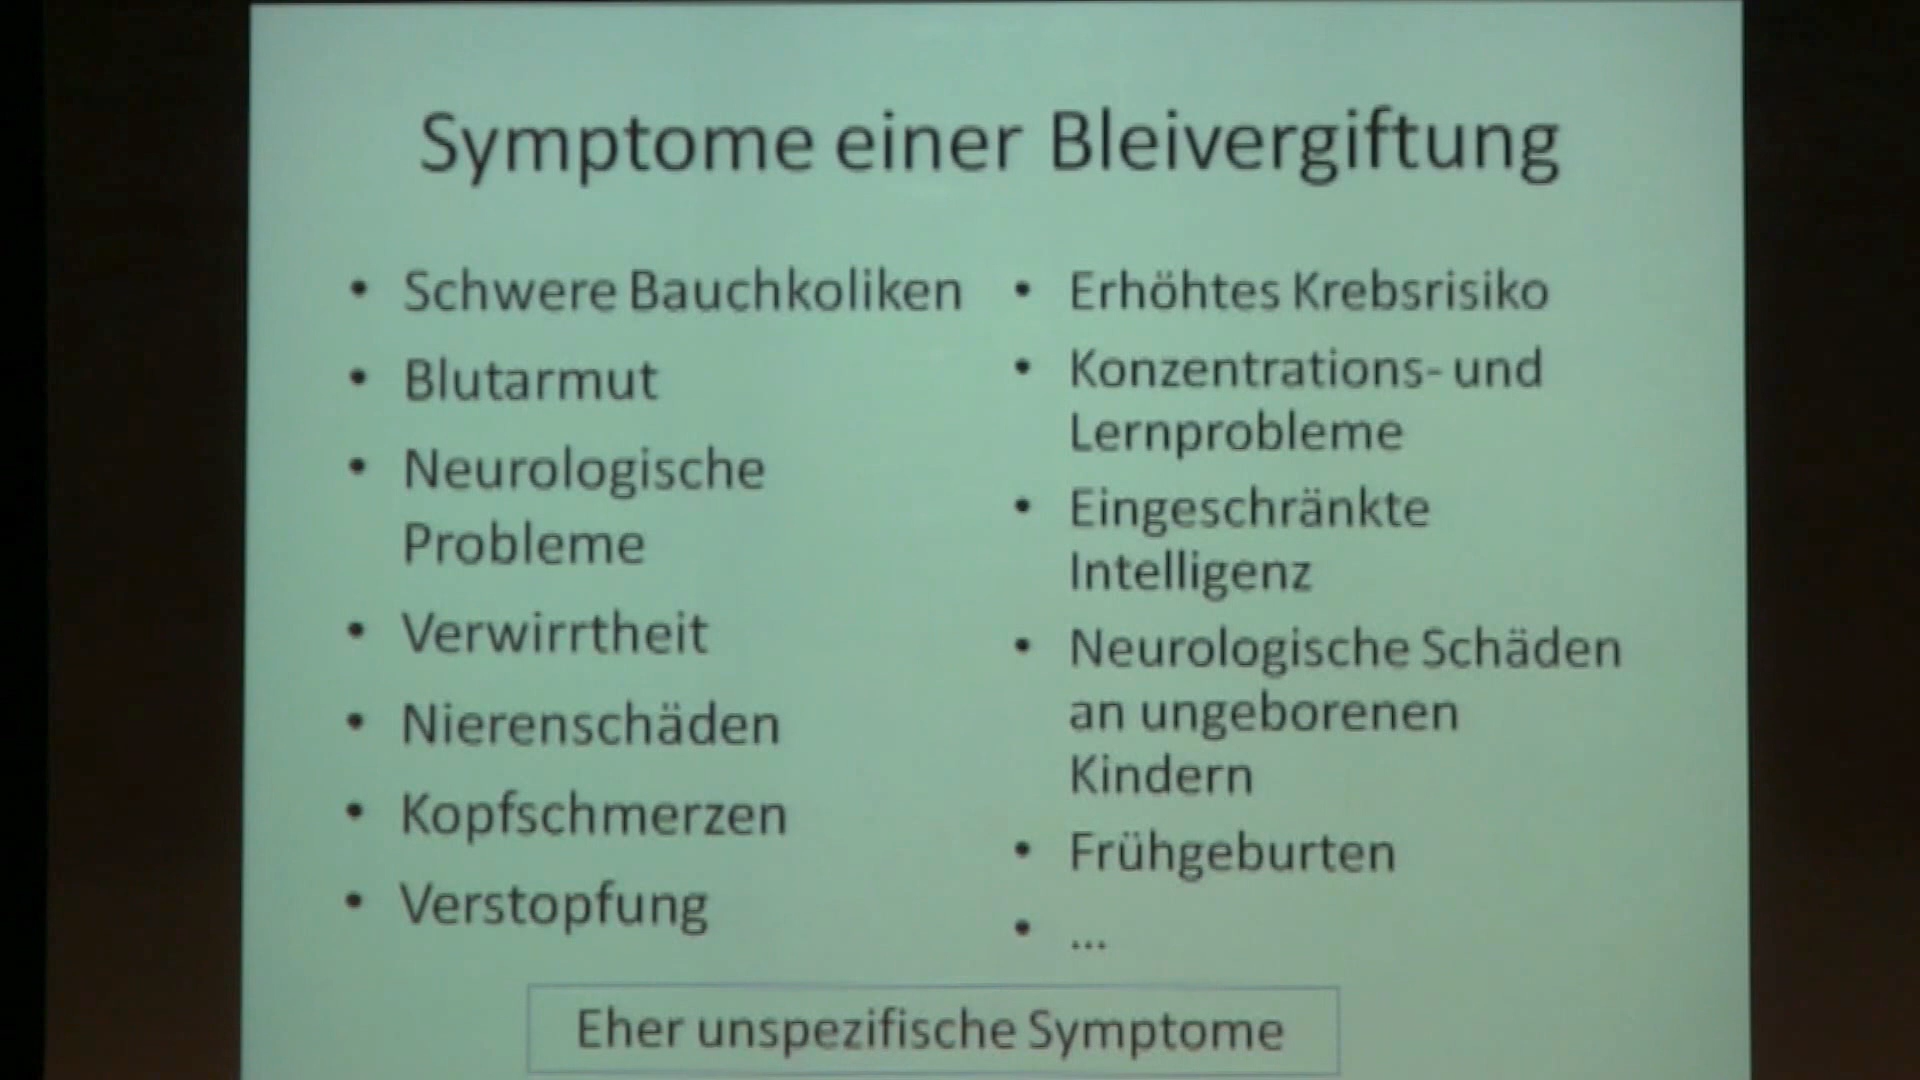 Symptome einer Bleivergiftung
• Schwere Bauchkoliken
• Blutarmut
• Neurologische
Probleme
• Verwirrtheit
• Nierenschäden
• Kopfschmerzen
• Verstopfung
• Erhöhtes Krebsrisiko
• Konzentrations- und
Lernprobleme
• Eingeschränkte
Intelligenz
• Neurologische Schäden
an ungeborenen
Kindern
• Frühgeburten
• ...
Eher unspezifische Symptome